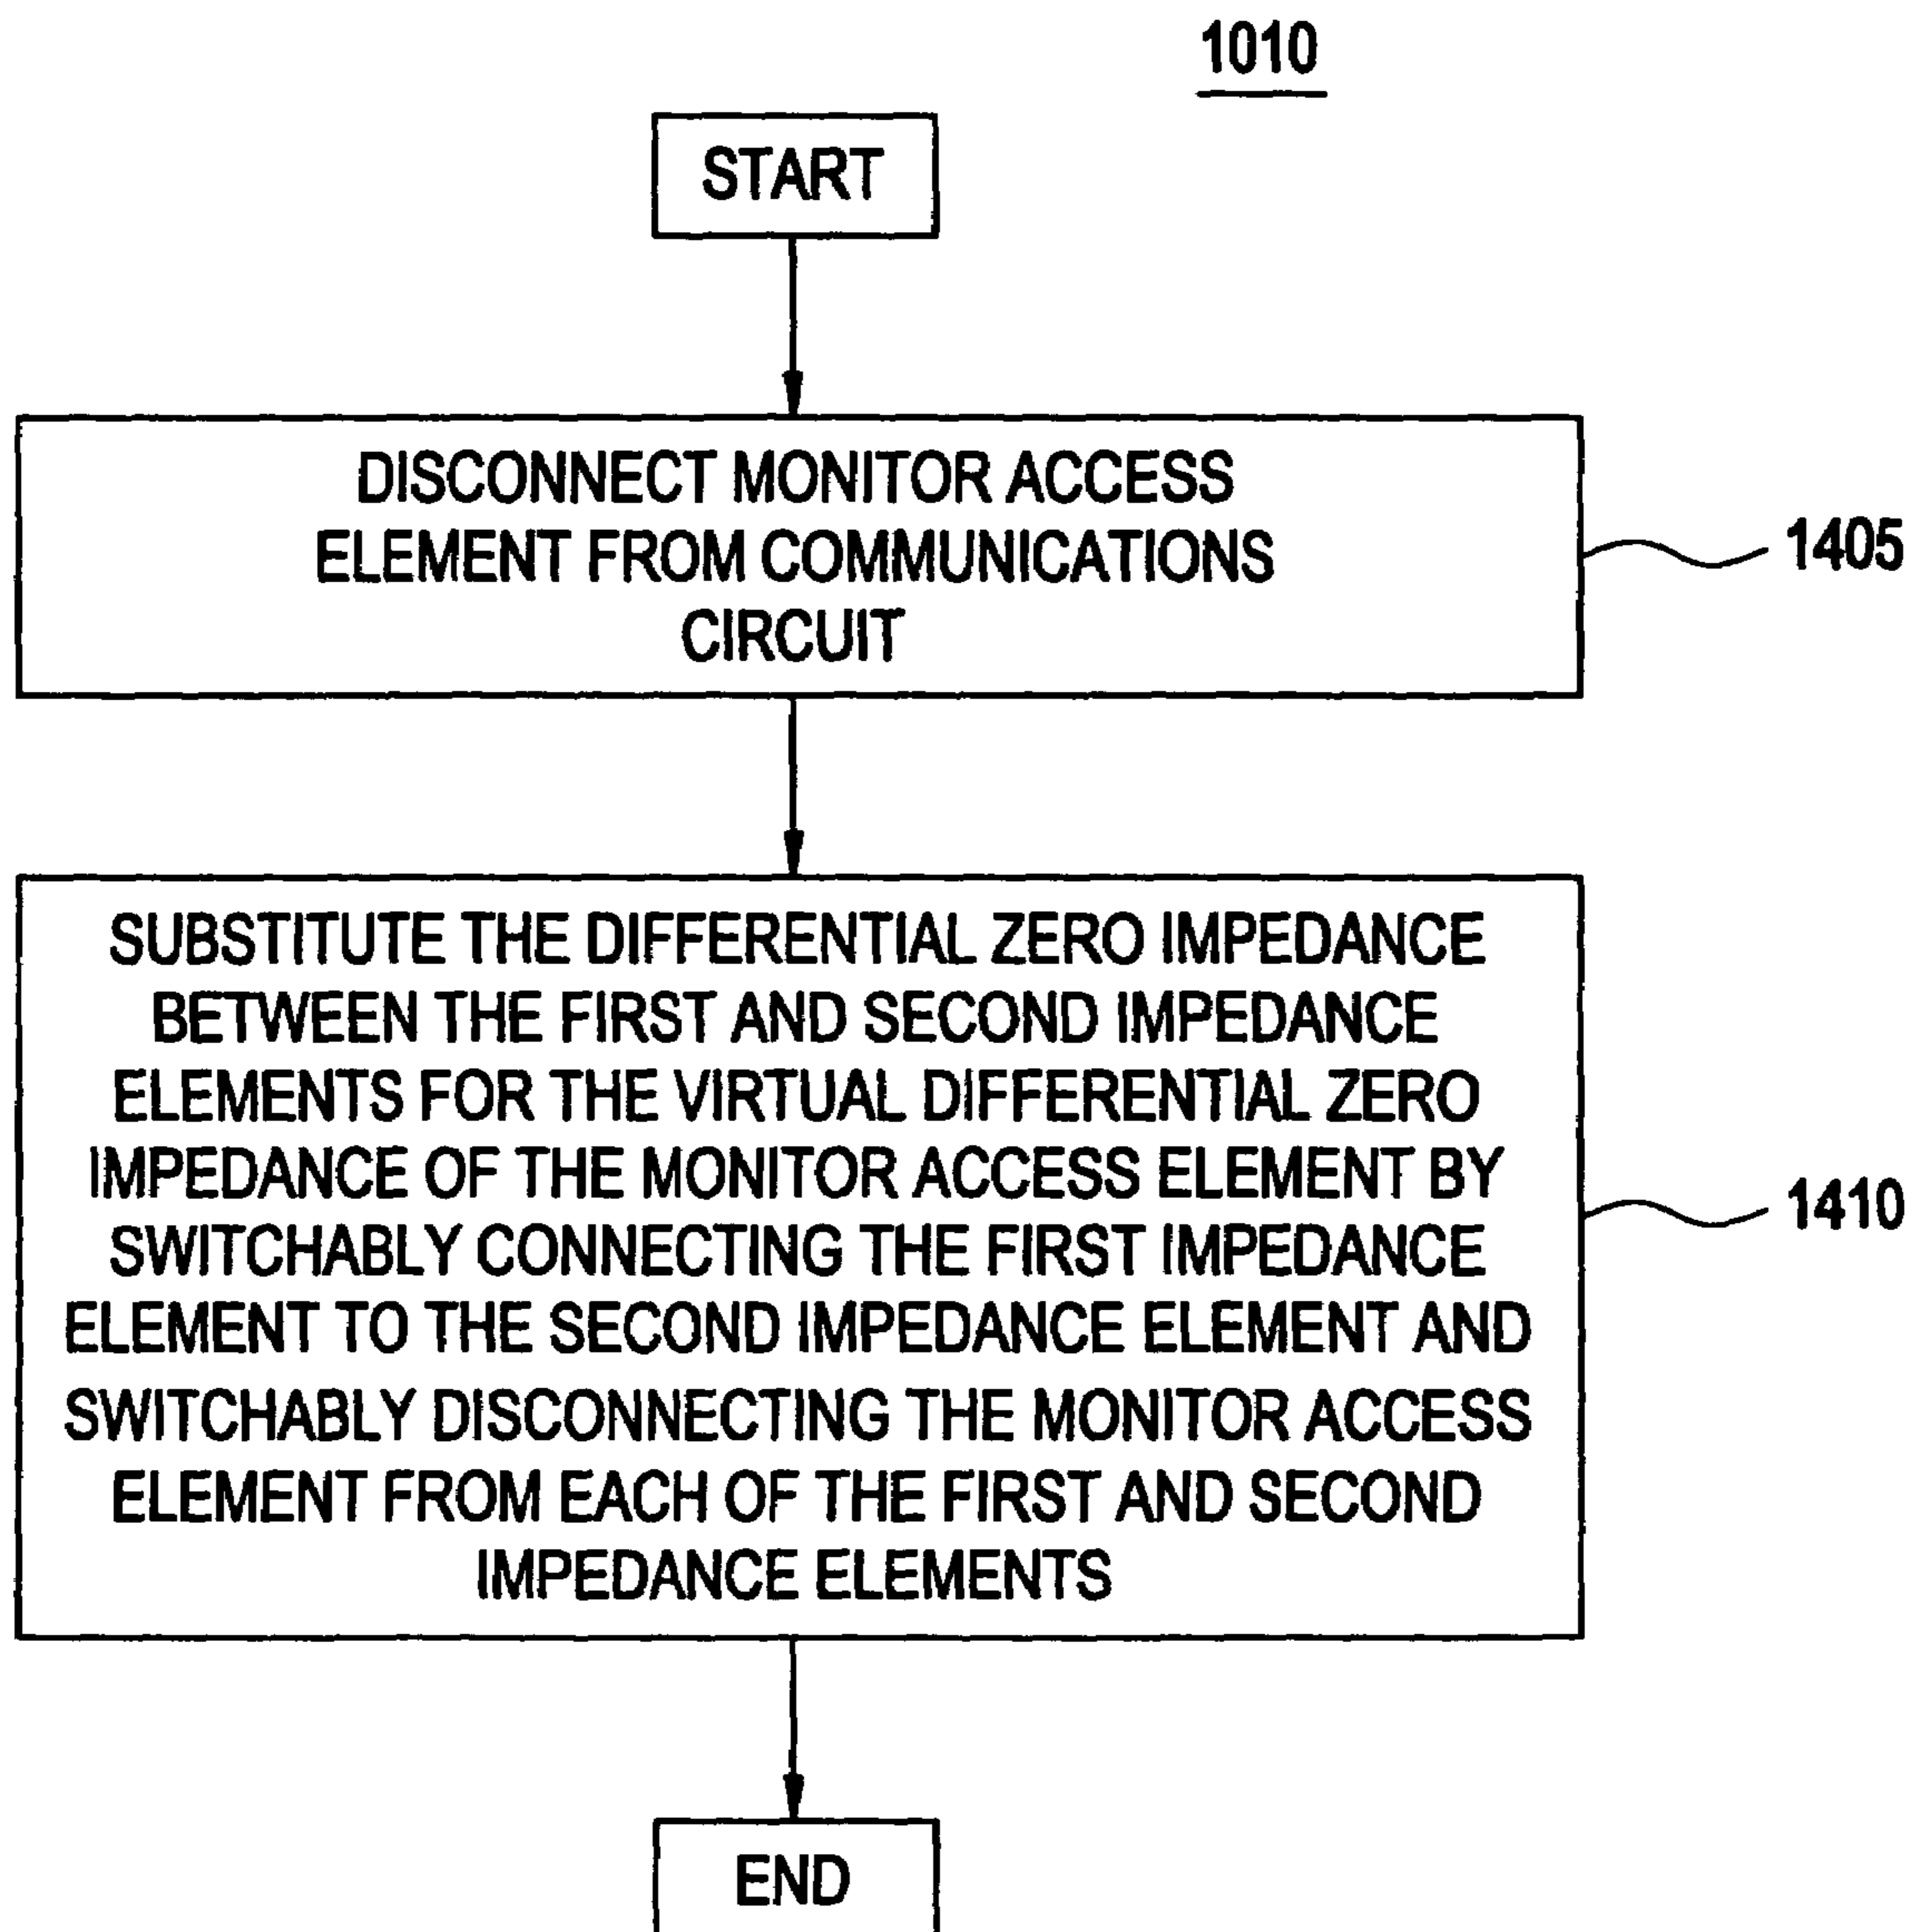 1010
START
DISCONNECT MONITOR ACCESS
ELEMENT FROM COMMUNICATIONS
CIRCUIT
1405
SUBSTITUTE THE DIFFERENTIAL ZERO IMPEDANCE
BETWEEN THE FIRST AND SECOND IMPEDANCE
ELEMENTS FOR THE VIRTUAL DIFFERENTIAL ZERO
IMPEDANCE OF THE MONITOR ACCESS ELEMENT BY
SWITCHABLY CONNECTING THE FIRST IMPEDANCE
ELEMENT TO THE SECOND IMPEDANCE ELEMENT AND
SWITCHABLY DISCONNECTING THE MONITOR ACCESS
ELEMENT FROM EACH OF THE FIRST AND SECOND
IMPEDANCE ELEMENTS
1410
END